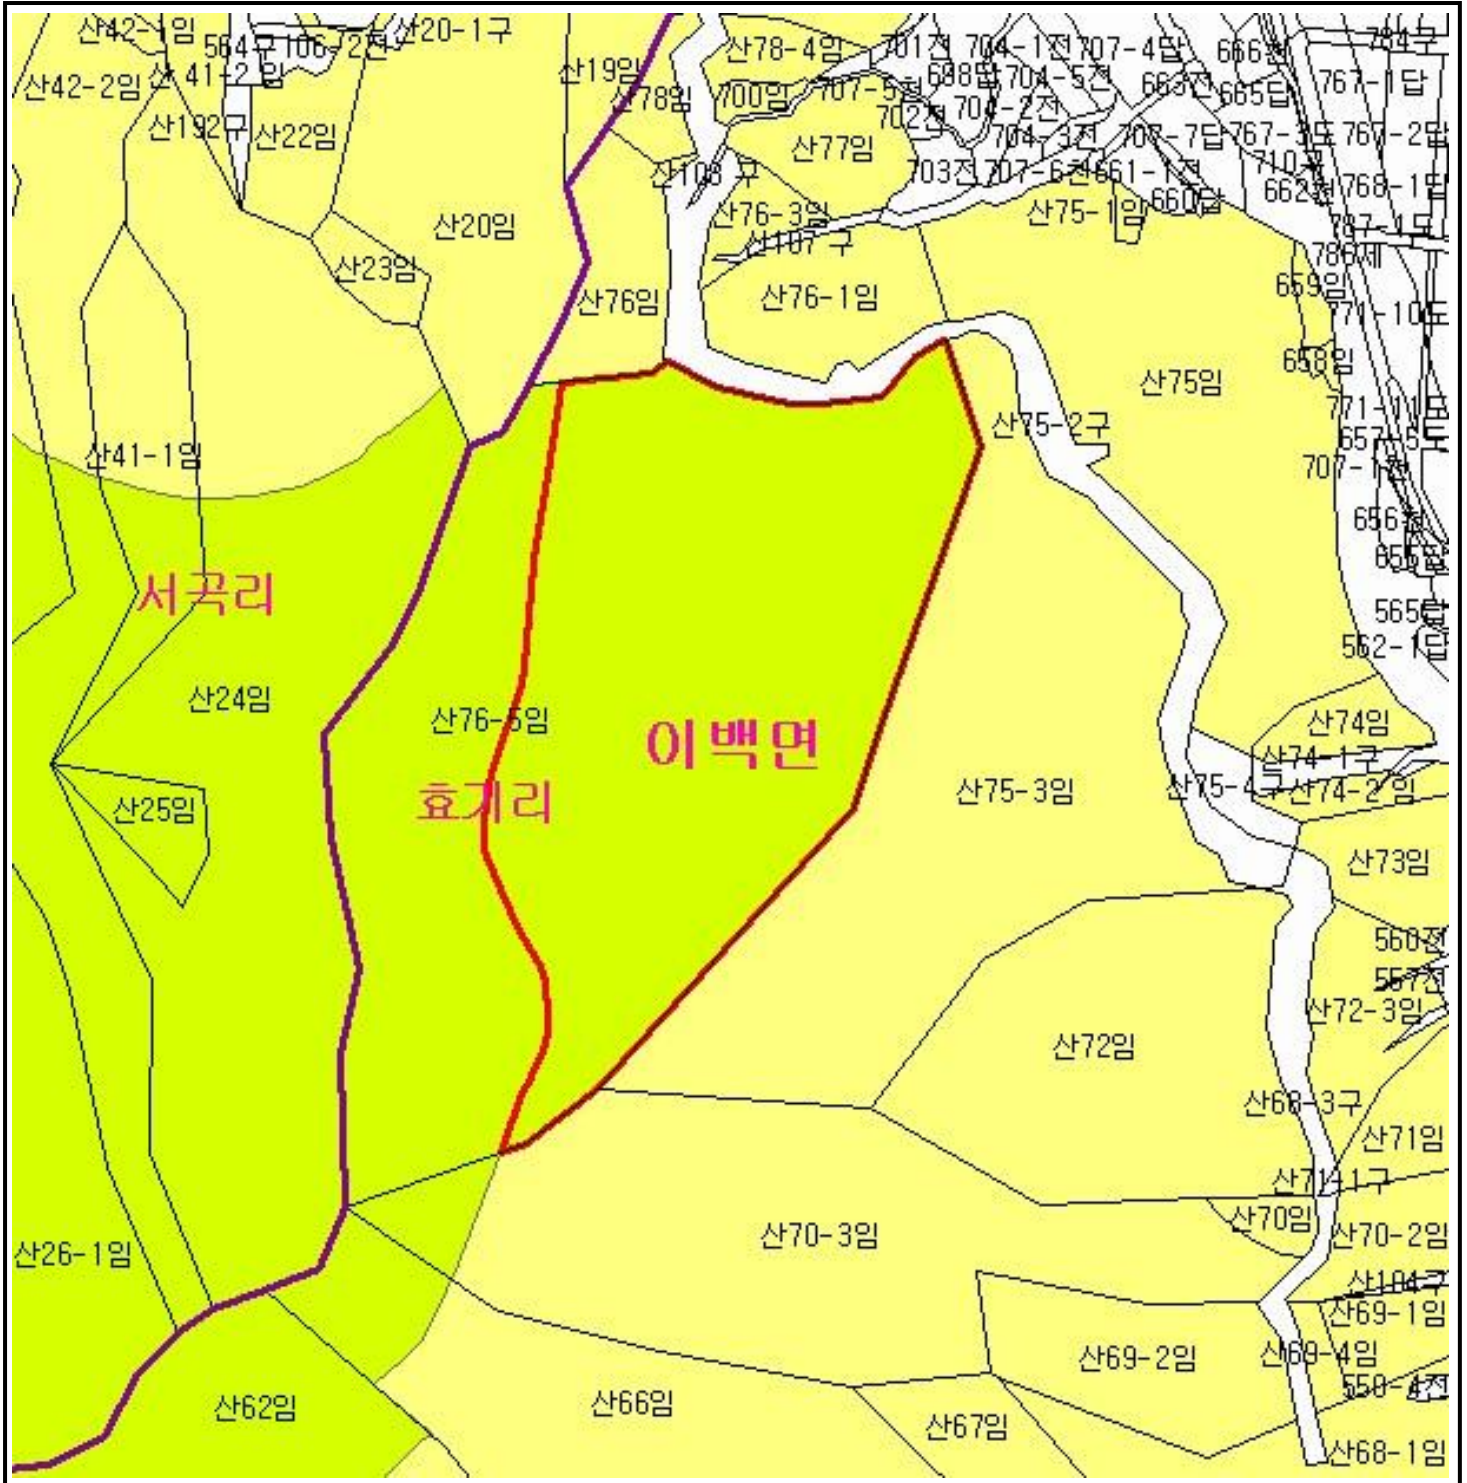 산42-1임
564구
106-2전
산20-1구
산78-4임
701전
704-1전
707-4답
666전
784구
산42-2임
산41-2임
산19임
산78임
700임
707-5전
698답
704-5전
663전
665답
767-1답
산192구
산22임
702전
704-2전
산77임
704-3전
707-7답
767-3도
767-2답
산108구
703전
707-6전
661-1전
710구
662전
768-1답
산76-3임
산75-1임
660답
산20임
산107구
787-1도
786제
산23임
산76임
산76-1임
659임
771-10도
658임
산75임
771-11도
산75-2구
657-6도
산41-1임
707-1전
656전
655답
서곡리
565답
562-1답
산24임
산76-5임
이백면
산74임
산74-1구
산75-3임
산75-4구
산74-2임
효기리
산25임
산73임
560전
557전
산72-3임
산72임
산68-3구
산71임
산71-1구
산70임
산70-3임
산70-2임
산26-1임
산104구
산69-1임
산69-2임
산69-4임
559-4전
산62임
산66임
산67임
산68-1임